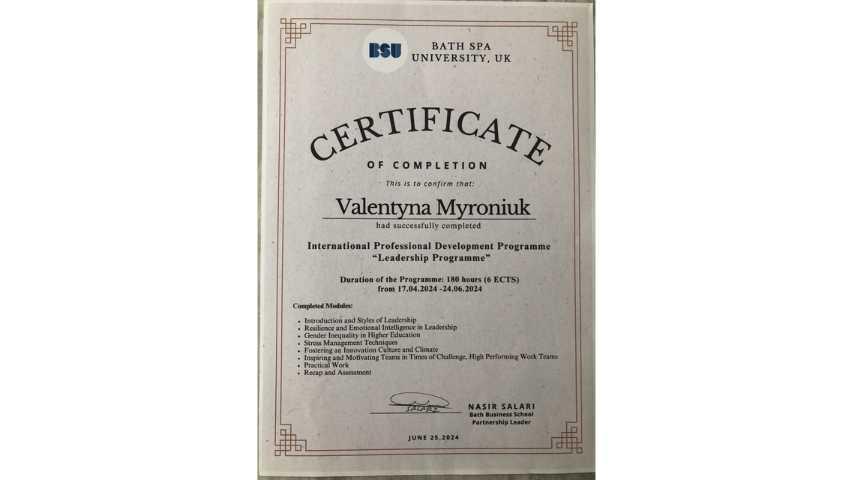 BSU
BATH SPA
UNIVERSITY, UK
CERTIFICATE
OF COMPLETION
This is to confirm that:
Valentyna Myroniuk
had successfully completed
International Professional Development Programme
“Leadership Programme”
Duration of the Programme: 180 hours (6 ECTS)
from 17.04.2024 -24.06.2024
Completed Modules:
• Introduction and Styles of Leadership
• Resilience and Emotional Intelligence in Leadership
• Gender Inequality in Higher Education
• Stress Management Techniques
• Fostering an Innovation Culture and Climate
• Inspiring and Motivating Teams in Times of Challenge, High Performing Work Teams
• Practical Work
• Recap and Assessment
SALARI
NASIR SALARI
Bath Business School
Partnership Leader
JUNE 25,2024